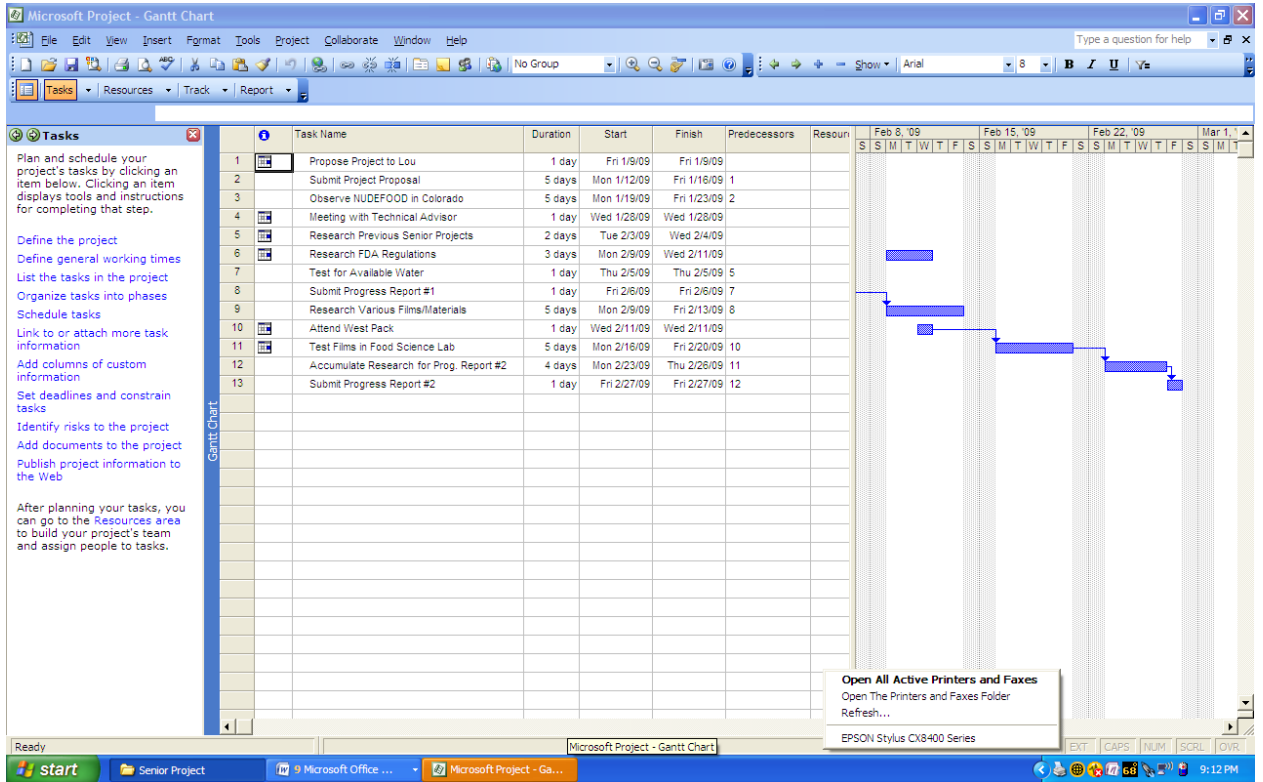 Microsoft Project - Gantt Chart
File Edit View Insert Format Tools Project Collaborate Window Help Type a question for help
No Group Show Arial 8 B I U
Tasks Resources Track Report
Tasks
Plan and schedule your
project's tasks by clicking an
item below. Clicking an item
displays tools and instructions
for completing that step.
Define the project
Define general working times
List the tasks in the project
Organize tasks into phases
Schedule tasks
Link to or attach more task
information
Add columns of custom
information
Set deadlines and constrain
tasks
Identify risks to the project
Add documents to the project
Publish project information to
the Web
After planning your tasks, you
can go to the Resources area
to build your project's team
and assign people to tasks.
Gantt Chart
Task Name Duration Start Finish Predecessors Resour
1 Propose Project to Lou 1 day Fri 1/9/09 Fri 1/9/09
2 Submit Project Proposal 5 days Mon 1/12/09 Fri 1/16/09 1
3 Observe NUDEFOOD in Colorado 5 days Mon 1/19/09 Fri 1/23/09 2
4 Meeting with Technical Advisor 1 day Wed 1/28/09 Wed 1/28/09
5 Research Previous Senior Projects 2 days Tue 2/3/09 Wed 2/4/09
6 Research FDA Regulations 3 days Mon 2/9/09 Wed 2/11/09
7 Test for Available Water 1 day Thu 2/5/09 Thu 2/5/09 5
8 Submit Progress Report #1 1 day Fri 2/6/09 Fri 2/6/09 7
9 Research Various Films/Materials 5 days Mon 2/9/09 Fri 2/13/09 8
10 Attend West Pack 1 day Wed 2/11/09 Wed 2/11/09
11 Test Films in Food Science Lab 5 days Mon 2/16/09 Fri 2/20/09 10
12 Accumulate Research for Prog. Report #2 4 days Mon 2/23/09 Thu 2/26/09 11
13 Submit Progress Report #2 1 day Fri 2/27/09 Fri 2/27/09 12
Feb 8, '09 Feb 15, '09 Feb 22, '09 Mar 1, '
S S M T W T F S S M T W T F S S M T W T F S S M T
Open All Active Printers and Faxes
Open The Printers and Faxes Folder
Refresh...
EPSON Stylus CX8400 Series
Ready Microsoft Project - Gantt Chart EXT CAPS NUM SCRL OVR
start Senior Project 9 Microsoft Office ... Microsoft Project - Ga... 68 9:12 PM